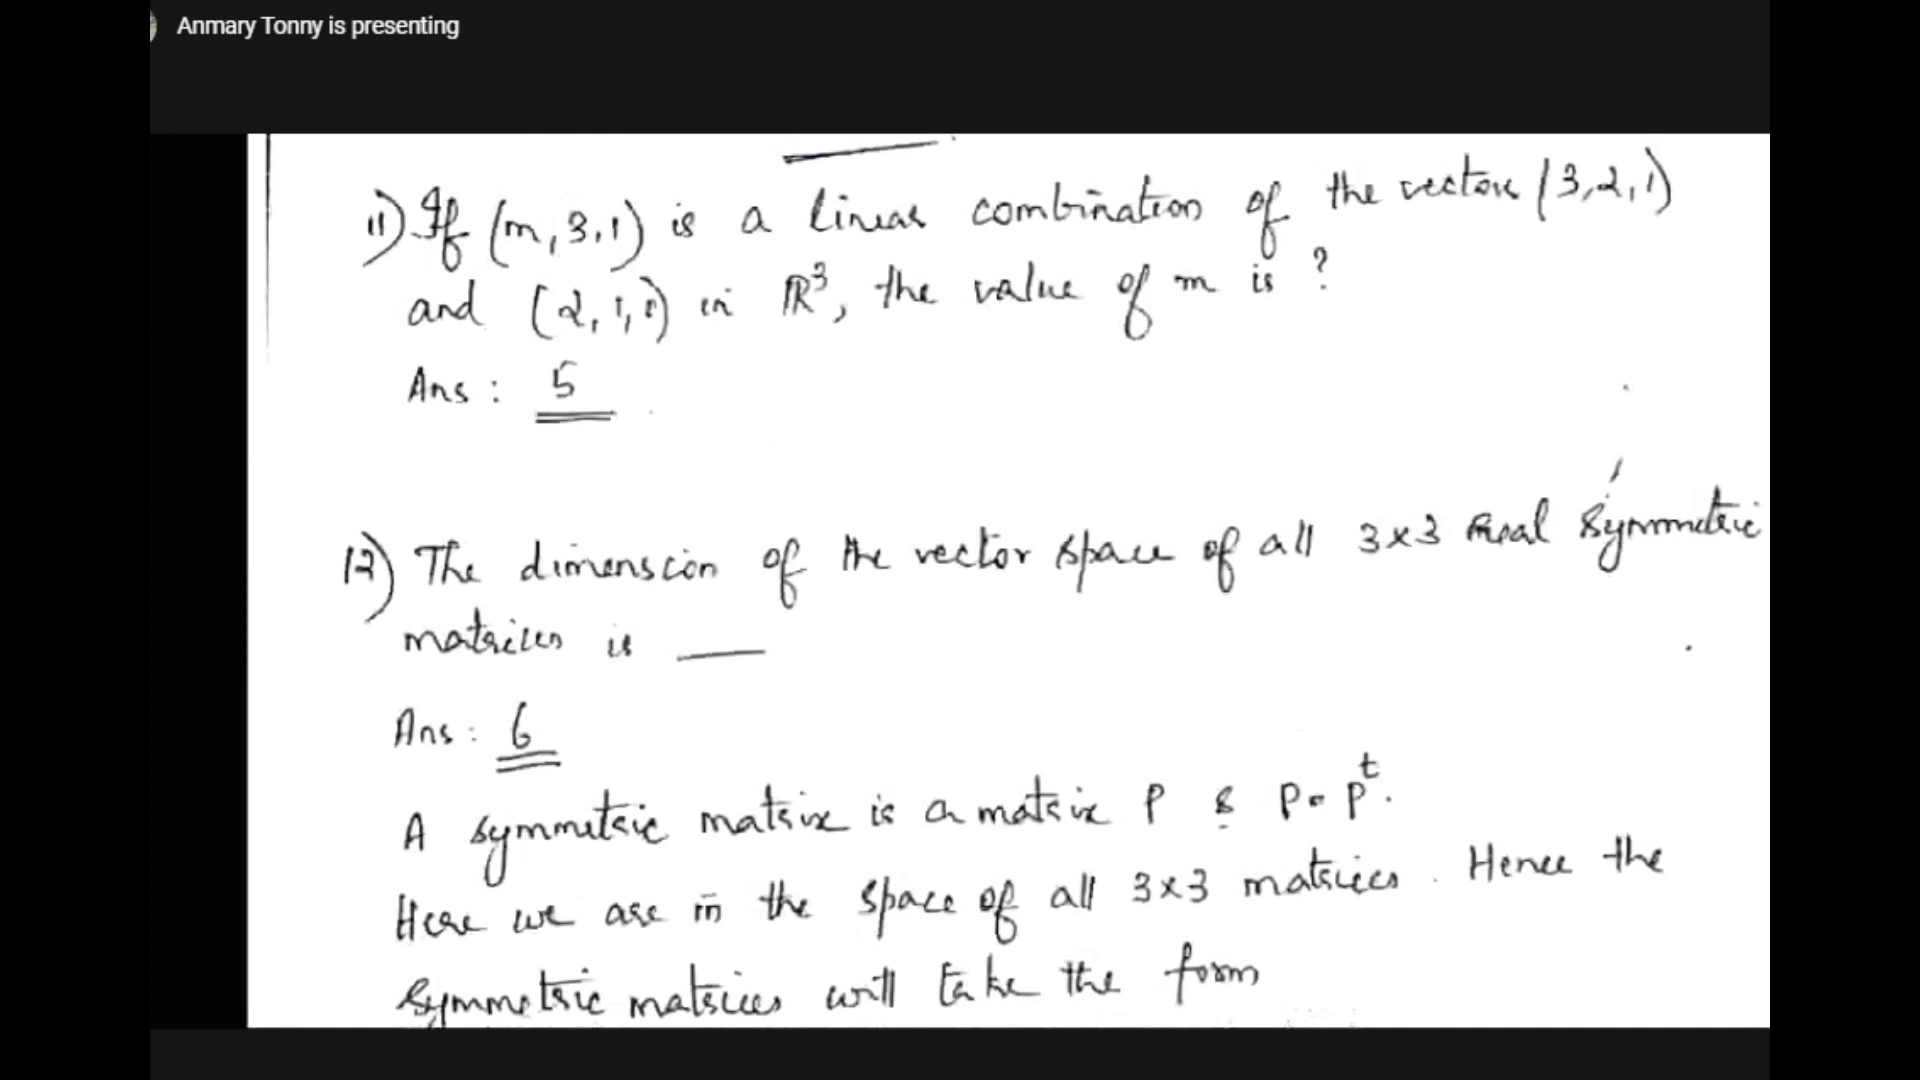 Anmary Tonny is presenting
11) If (m, 3, 1) is a linear combination of the vectors (3, 2, 1)
and (2, 1, 1) in ℝ³, the value of m is ?
Ans : 5
12) The dimension of the vector space of all 3×3 real symmetric
matrices is ___
Ans : 6
A symmetric matrix is a matrix P P = Pᵗ.
Here we are in the space of all 3×3 matrices. Hence the
symmetric matrices will take the form